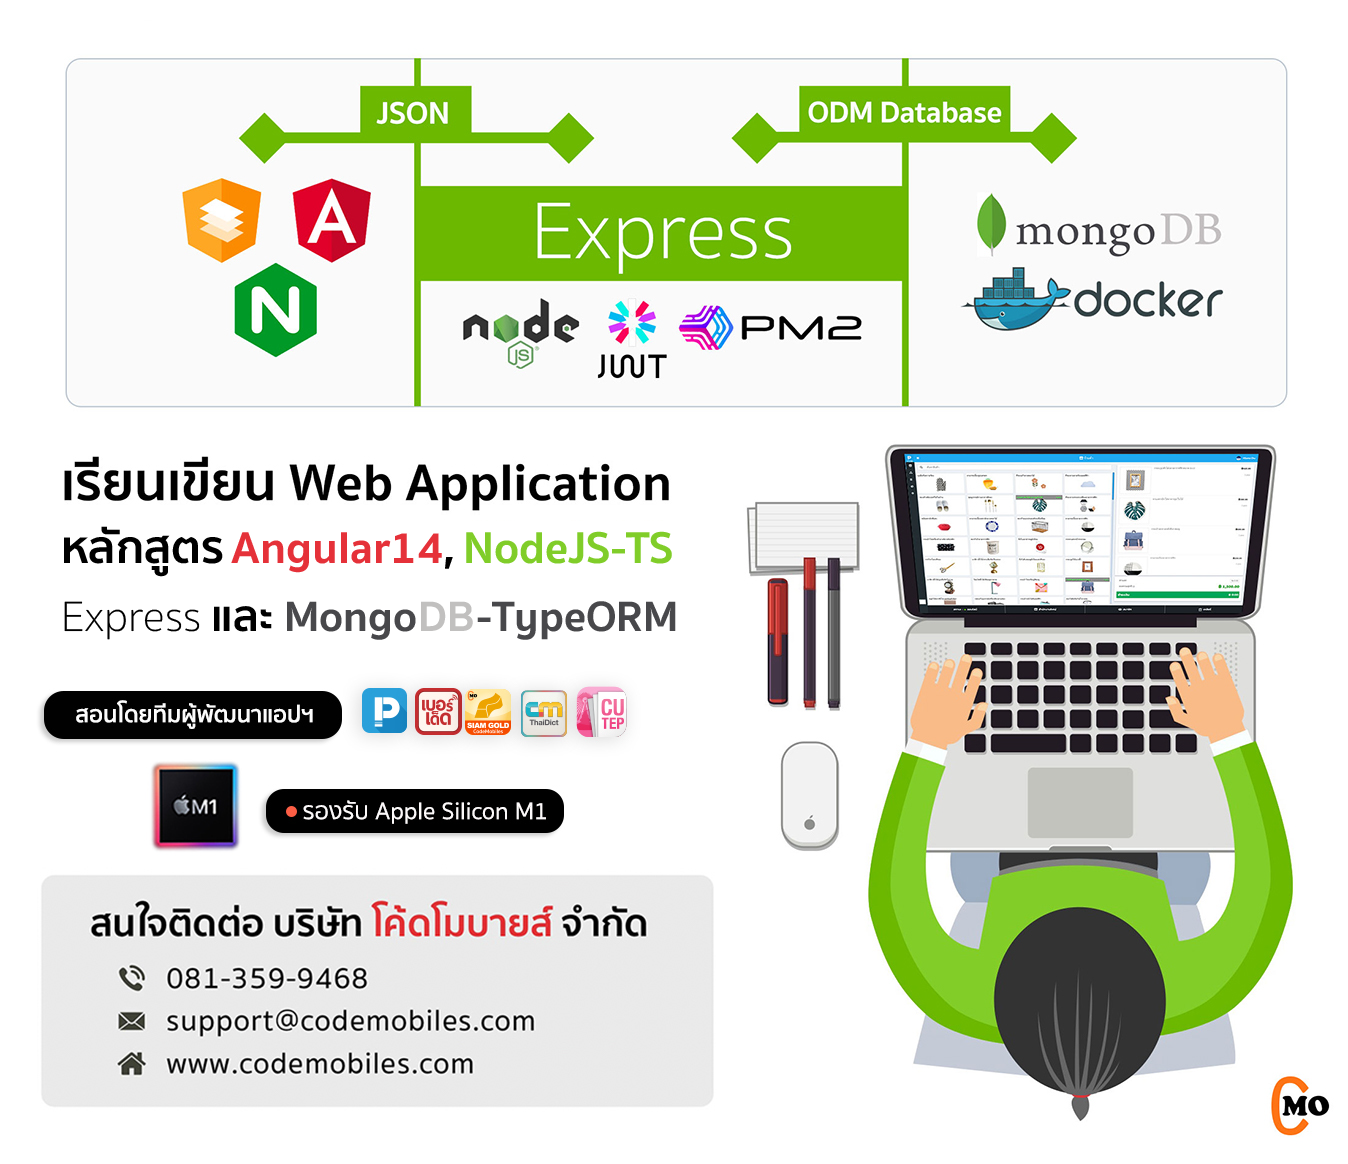 JSON
ODM Database
Express
mongoDB
docker
node
JS
JWT
PM2
เรียนเขียน Web Application
หลักสูตร Angular14, NodeJS-TS
Express และ MongoDB-TypeORM
สอนโดยทีมผู้พัฒนาแอปฯ
เบอร์
เด็ด
SIAM GOLD
CodeMobiles
cm
ThaiDict
CU
TEP
M1
รองรับ Apple Silicon M1
สนใจติดต่อ บริษัท โค้ดโมบายส์ จำกัด
081-359-9468
support@codemobiles.com
www.codemobiles.com
CMO